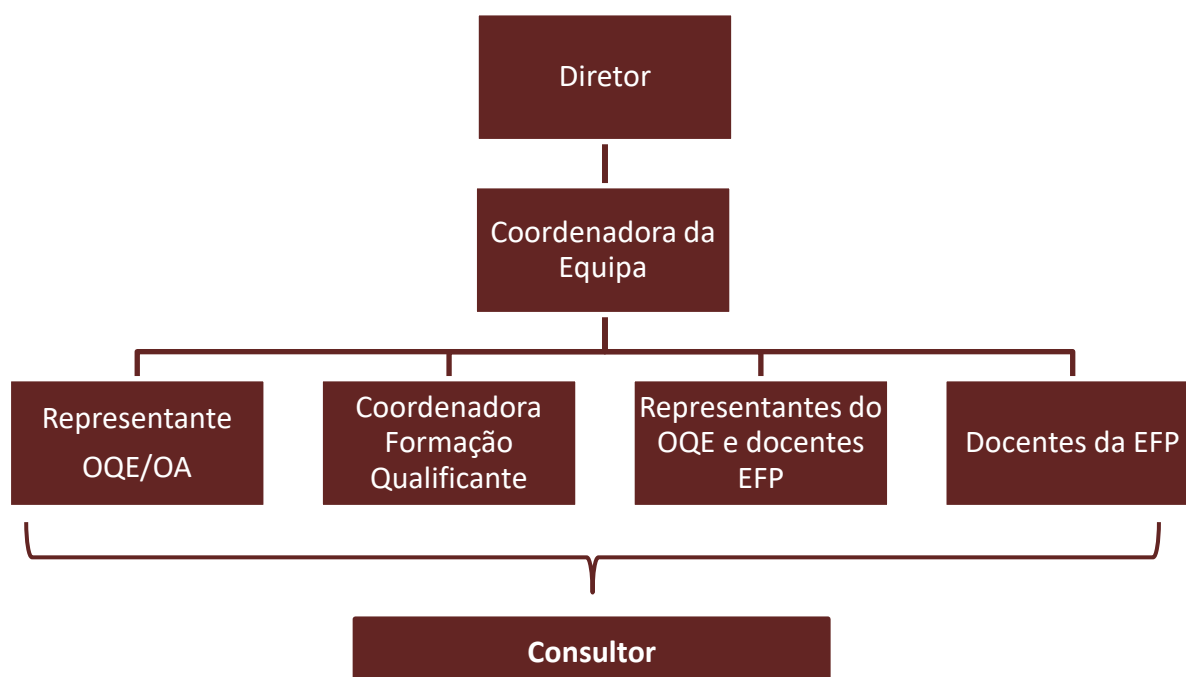 Diretor
Coordenadora da
Equipa
Representante
OQE/OA
Coordenadora
Formação
Qualificante
Representantes do
OQE e docentes
EFP
Docentes da EFP
Consultor